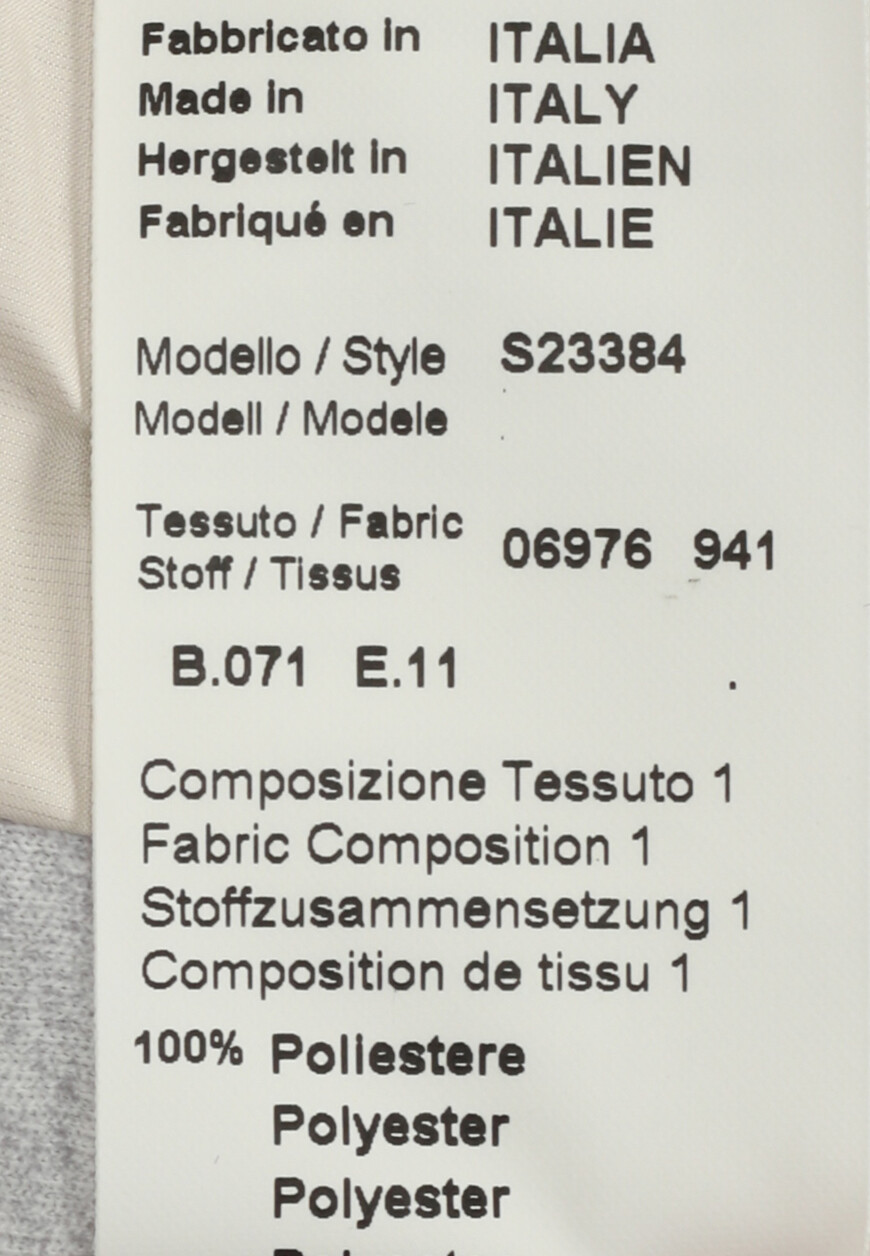 Fabbricato in ITALIA
Made in ITALY
Hergestelt in ITALIEN
Fabriqué en ITALIE
Modello / Style S23384
Modell / Modele
Tessuto / Fabric 06976 941
Stoff / Tissus
B.071 E.11
Composizione Tessuto 1
Fabric Composition 1
Stoffzusammensetzung 1
Composition de tissu 1
100% Poliestere
Polyester
Polyester